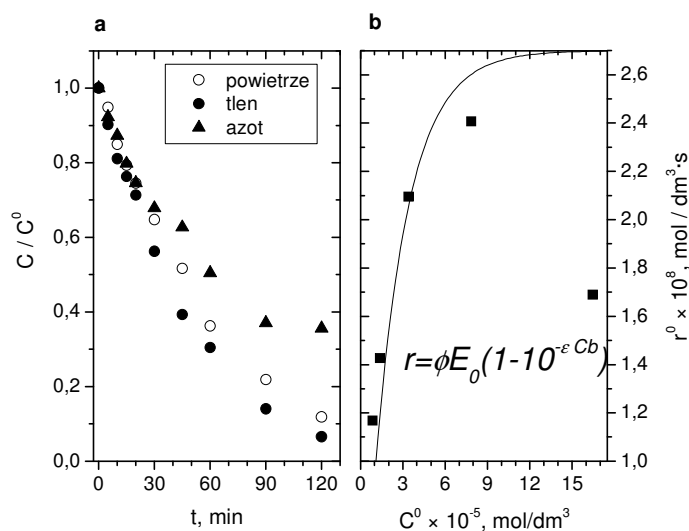 a
b
powietrze
tlen
azot
1,0
0,8
0,6
0,4
0,2
0,0
C / C⁰
0 30 60 90 120
t, min
2,6
2,4
2,2
2,0
1,8
1,6
1,4
1,2
1,0
r⁰ × 10⁸, mol / dm³·s
r=ϕE₀(1-10^{-ε Cb})
0 3 6 9 12 15
C⁰ × 10⁻⁵, mol/dm³